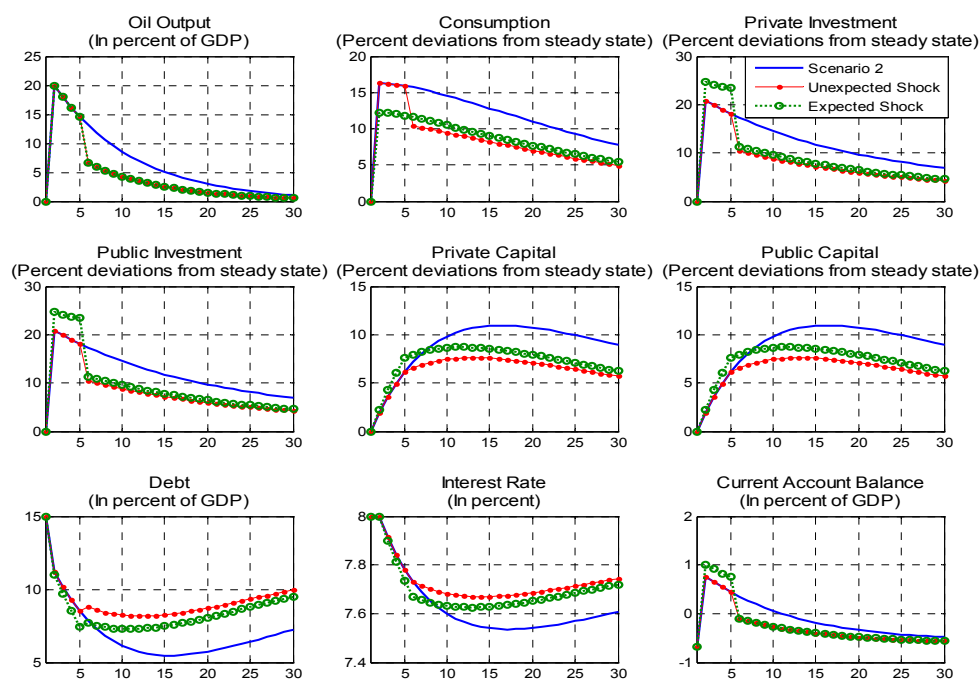 Oil Output
(In percent of GDP)
25
20
15
10
5
0
5 10 15 20 25 30
Consumption
(Percent deviations from steady state)
20
15
10
5
0
5 10 15 20 25 30
Private Investment
(Percent deviations from steady state)
30
20
10
0
5 10 15 20 25 30
Scenario 2
Unexpected Shock
Expected Shock
Public Investment
(Percent deviations from steady state)
30
20
10
0
5 10 15 20 25 30
Private Capital
(Percent deviations from steady state)
15
10
5
0
5 10 15 20 25 30
Public Capital
(Percent deviations from steady state)
15
10
5
0
5 10 15 20 25 30
Debt
(In percent of GDP)
15
10
5
5 10 15 20 25 30
Interest Rate
(In percent)
8
7.8
7.6
7.4
5 10 15 20 25 30
Current Account Balance
(In percent of GDP)
2
1
0
-1
5 10 15 20 25 30